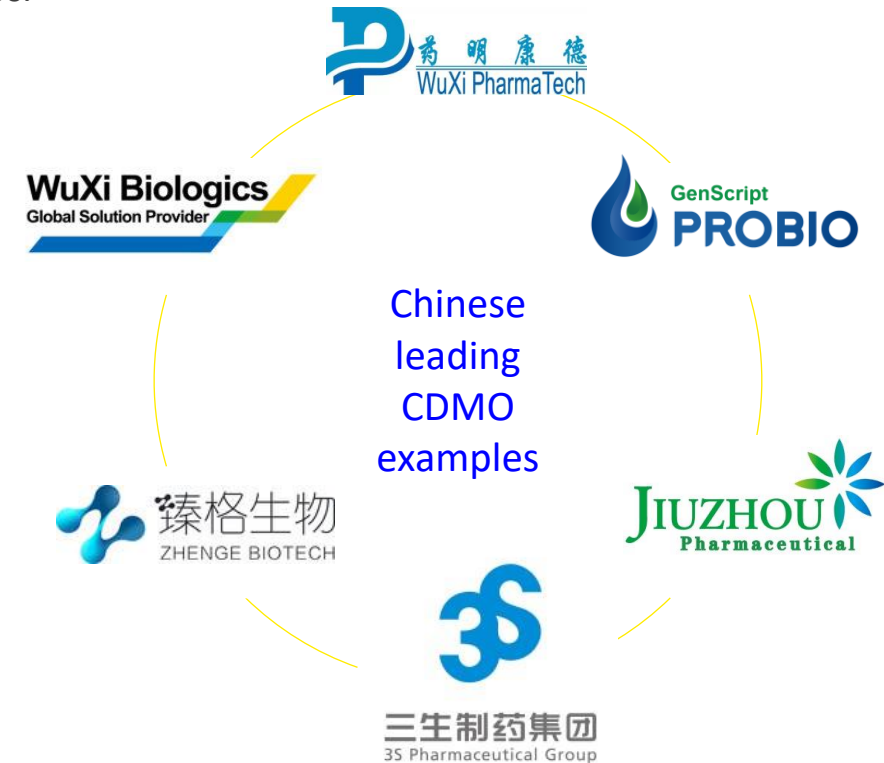 药明康德
WuXi PharmaTech
WuXi Biologics
Global Solution Provider
GenScript
PROBIO
Chinese
leading
CDMO
examples
臻格生物
ZHENGE BIOTECH
JIUZHOU
Pharmaceutical
3S
三生制药集团
3S Pharmaceutical Group